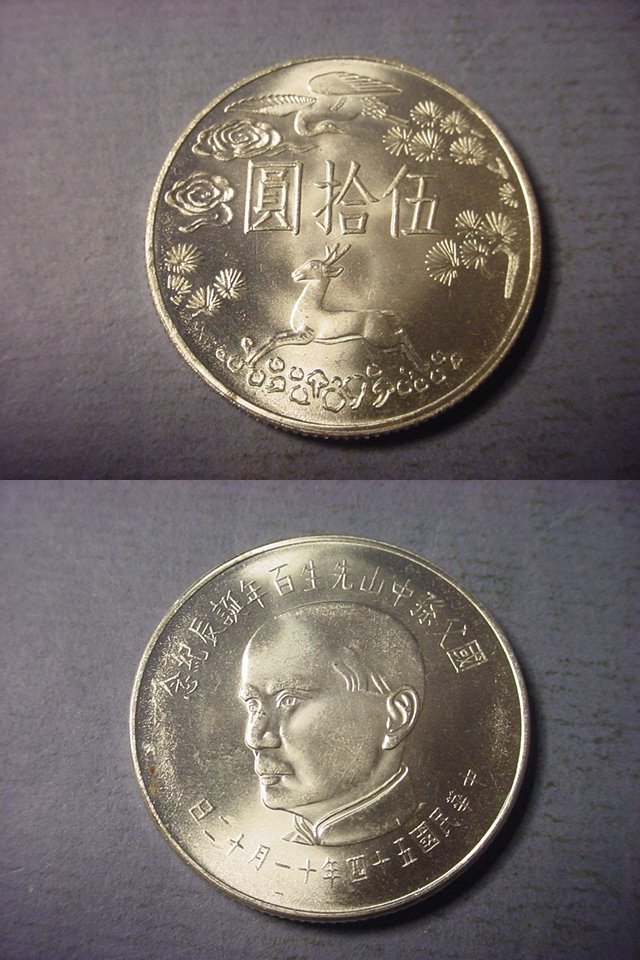 伍拾圓
國父孫中山先生百年誕辰紀念
中華民國五十四年十一月十二日